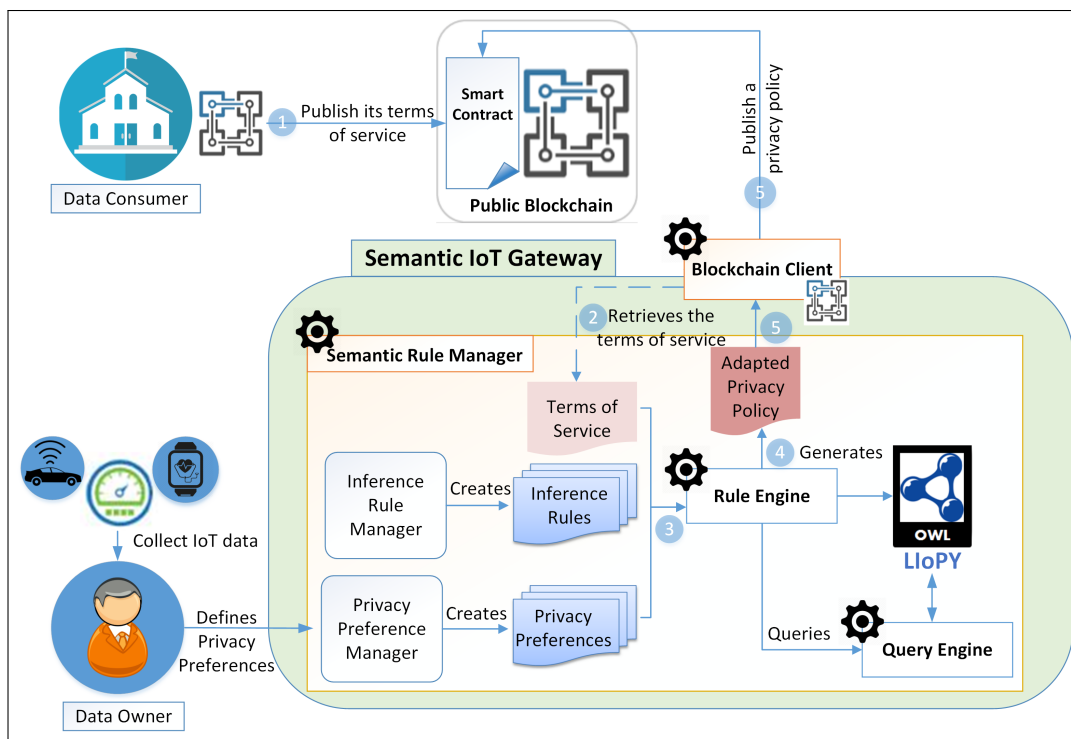 Data Consumer
1
Publish its terms
of service
Smart
Contract
Public Blockchain
Publish a
privacy policy
5
Semantic IoT Gateway
Blockchain Client
2
Retrieves the
terms of service
5
Semantic Rule Manager
Adapted
Privacy
Policy
Terms of
Service
4
Generates
Inference
Rule
Manager
Creates
Inference
Rules
3
Rule Engine
OWL
LIoPY
Collect IoT data
Defines
Privacy
Preferences
Privacy
Preference
Manager
Creates
Privacy
Preferences
Queries
Query Engine
Data Owner